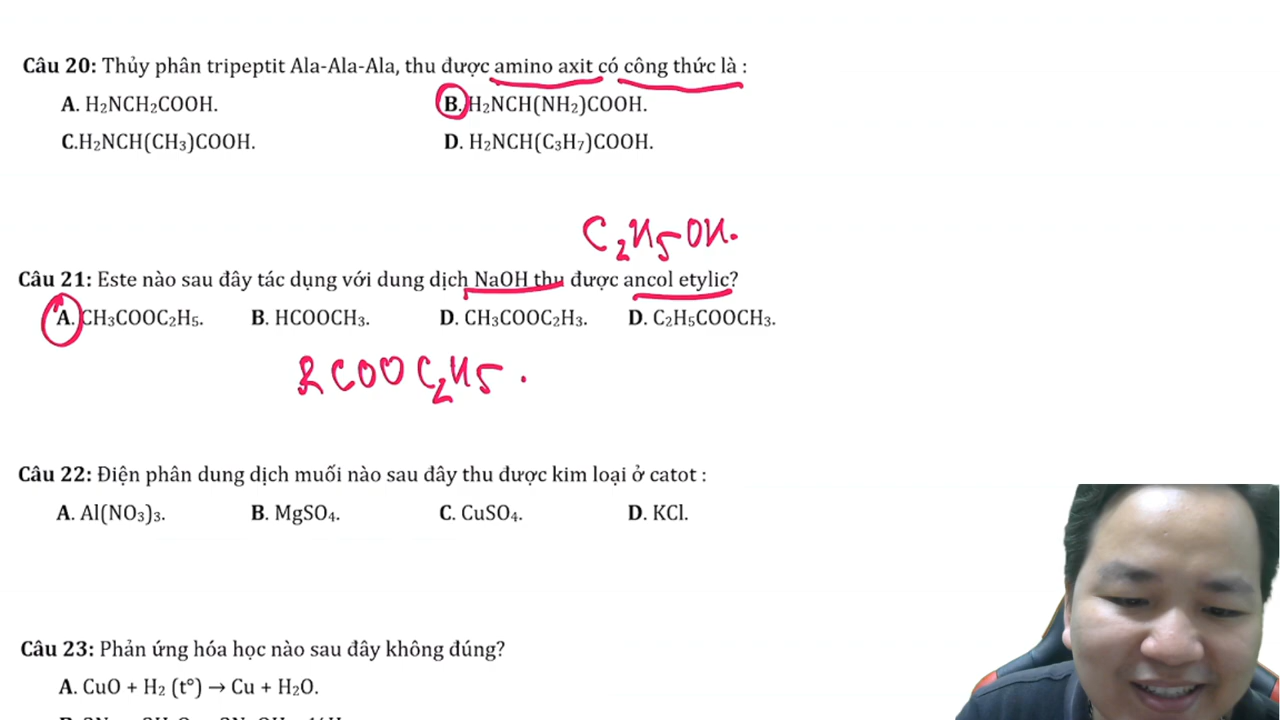 Câu 20: Thủy phân tripeptit Ala-Ala-Ala, thu được amino axit có công thức là :
A. H₂NCH₂COOH. B. H₂NCH(NH₂)COOH.
C.H₂NCH(CH₃)COOH. D. H₂NCH(C₃H₇)COOH.
C₂H₅OH.
Câu 21: Este nào sau đây tác dụng với dung dịch NaOH thu được ancol etylic?
A. CH₃COOC₂H₅. B. HCOOCH₃. D. CH₃COOC₂H₃. D. C₂H₅COOCH₃.
RCOOC₂H₅.
Câu 22: Điện phân dung dịch muối nào sau đây thu được kim loại ở catot :
A. Al(NO₃)₃. B. MgSO₄. C. CuSO₄. D. KCl.
Câu 23: Phản ứng hóa học nào sau đây không đúng?
A. CuO + H₂ (t°) → Cu + H₂O.